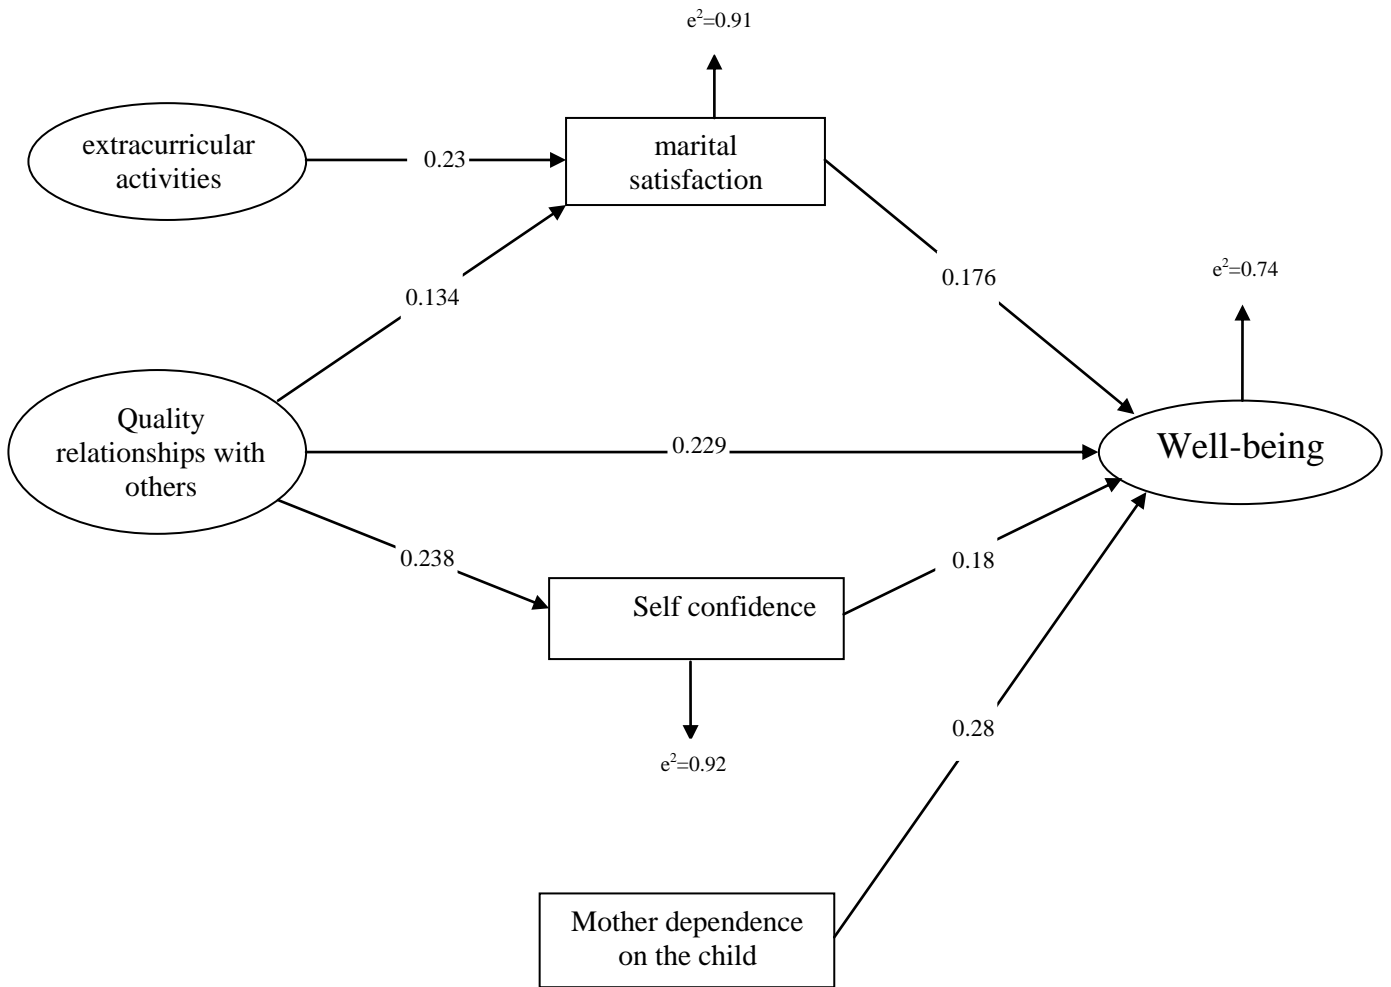 e²=0.91
extracurricular
activities
0.23
marital
satisfaction
0.134
0.176
e²=0.74
Quality
relationships with
others
0.229
Well-being
0.238
0.18
Self confidence
e²=0.92
0.28
Mother dependence
on the child